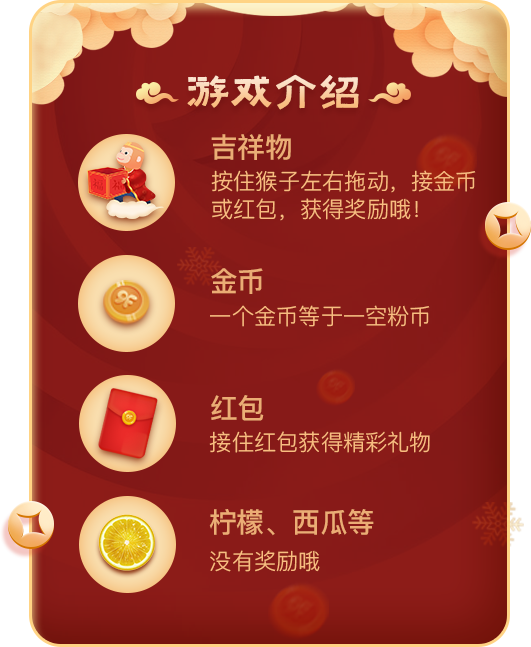 游戏介绍
吉祥物
按住猴子左右拖动，接金币
或红包，获得奖励哦！
金币
一个金币等于一空粉币
红包
接住红包获得精彩礼物
柠檬、西瓜等
没有奖励哦